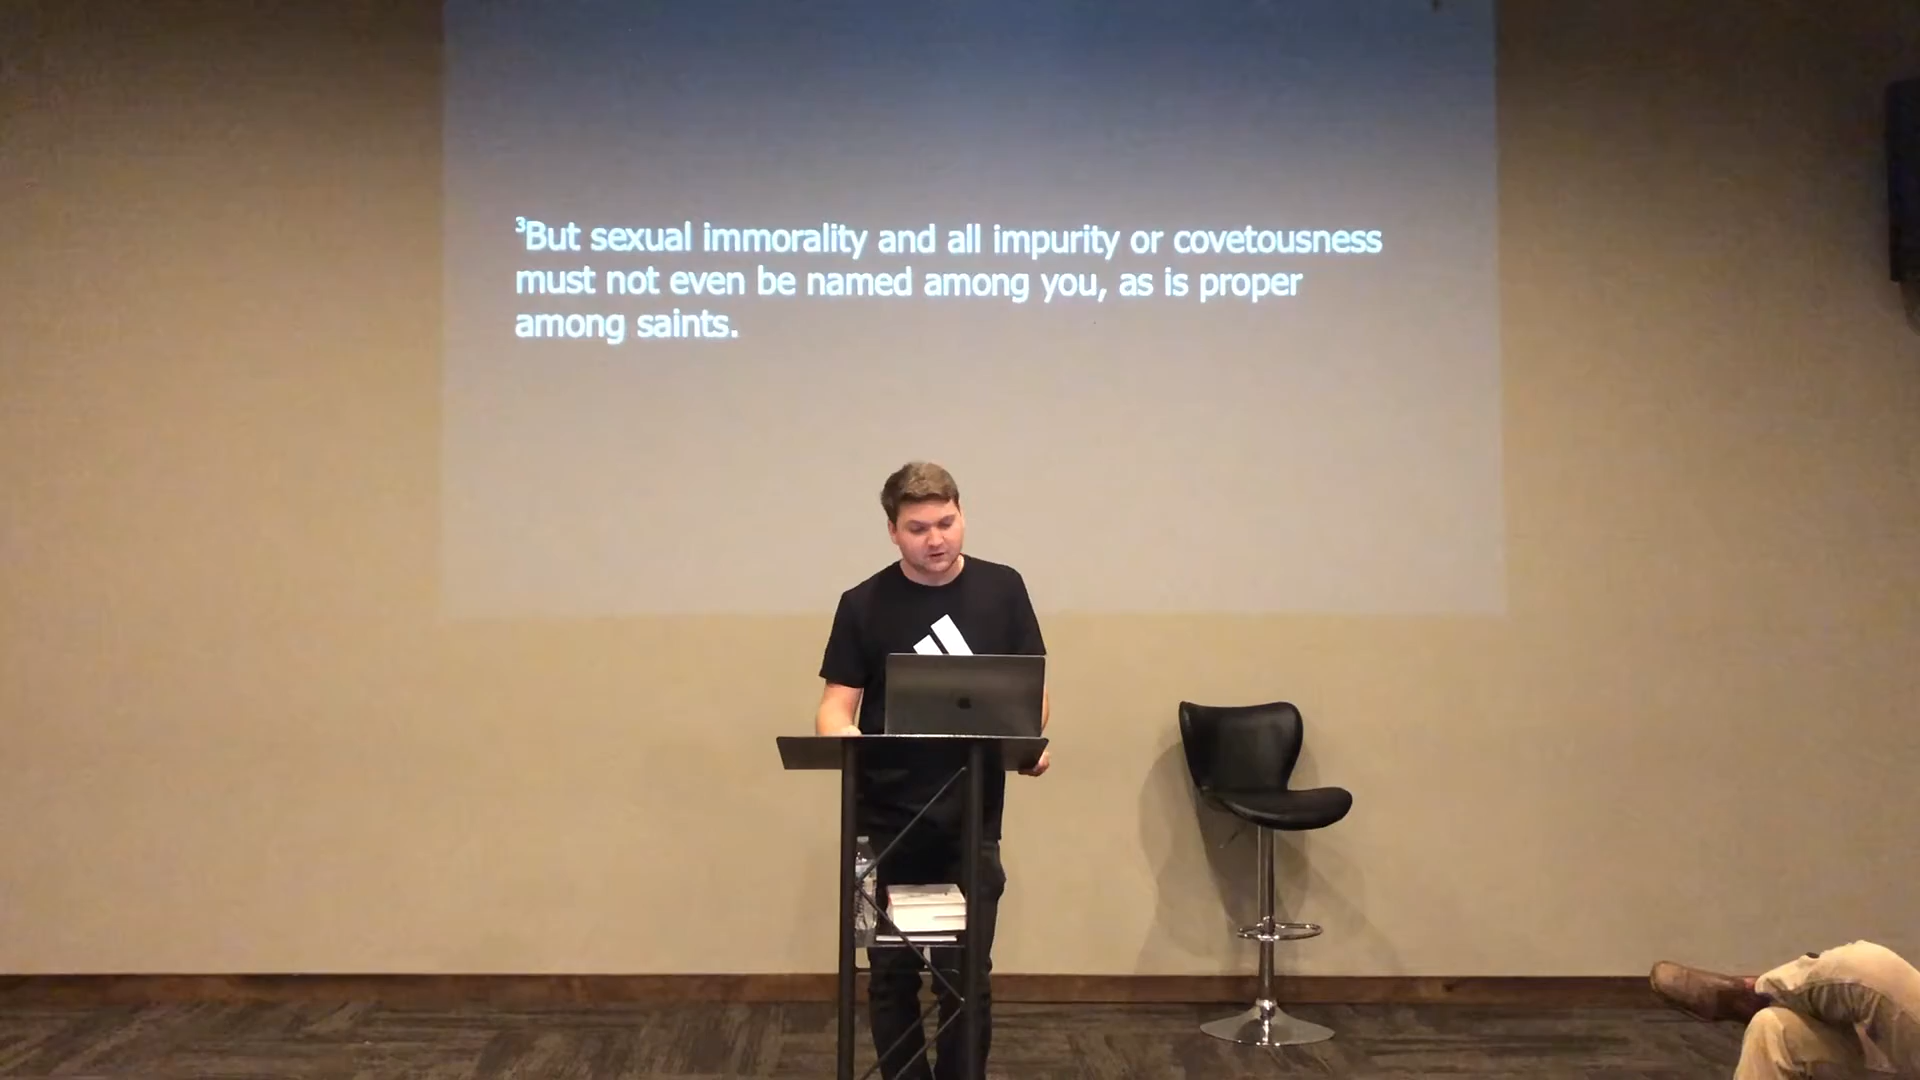 ³But sexual immorality and all impurity or covetousness
must not even be named among you, as is proper
among saints.